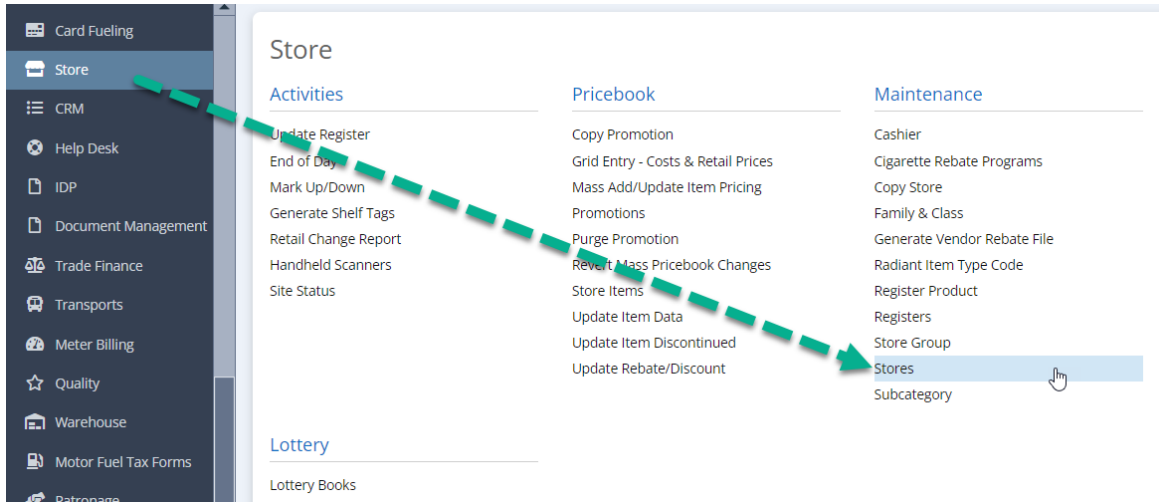 Card Fueling
Store
CRM
Help Desk
IDP
Document Management
Trade Finance
Transports
Meter Billing
Quality
Warehouse
Motor Fuel Tax Forms
Patronage
Store
Activities
Update Register
End of Day
Mark Up/Down
Generate Shelf Tags
Retail Change Report
Handheld Scanners
Site Status
Pricebook
Copy Promotion
Grid Entry - Costs & Retail Prices
Mass Add/Update Item Pricing
Promotions
Purge Promotion
Revert Mass Pricebook Changes
Store Items
Update Item Data
Update Item Discontinued
Update Rebate/Discount
Maintenance
Cashier
Cigarette Rebate Programs
Copy Store
Family & Class
Generate Vendor Rebate File
Radiant Item Type Code
Register Product
Registers
Store Group
Stores
Subcategory
Lottery
Lottery Books